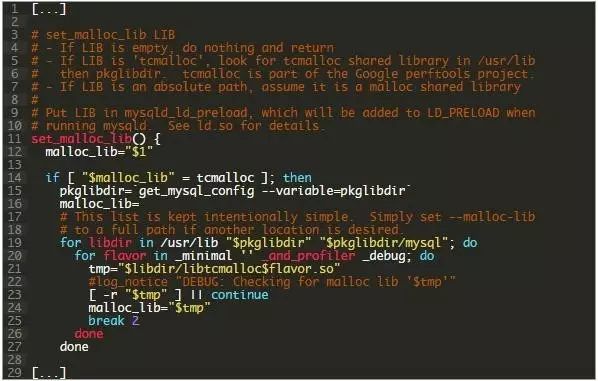 1 [...]
2
3 # set_malloc_lib LIB
4 # - If LIB is empty, do nothing and return
5 # - If LIB is 'tcmalloc', look for tcmalloc shared library in /usr/lib
6 #   then pkglibdir.  tcmalloc is part of the Google perftools project.
7 # - If LIB is an absolute path, assume it is a malloc shared library
8 #
9 # Put LIB in mysqld_ld_preload, which will be added to LD_PRELOAD when
10 # running mysqld.  See ld.so for details.
11 set_malloc_lib() {
12   malloc_lib="$1"
13
14   if [ "$malloc_lib" = tcmalloc ]; then
15     pkglibdir=`get_mysql_config --variable=pkglibdir`
16     malloc_lib=
17     # This list is kept intentionally simple.  Simply set --malloc-lib
18     # to a full path if another location is desired.
19     for libdir in /usr/lib "$pkglibdir" "$pkglibdir/mysql"; do
20       for flavor in _minimal '' _and_profiler _debug; do
21         tmp="$libdir/libtcmalloc$flavor.so"
22         #log_notice "DEBUG: Checking for malloc lib '$tmp'"
23         [ -r "$tmp" ] || continue
24         malloc_lib="$tmp"
25         break 2
26       done
27     done
28
29 [...]